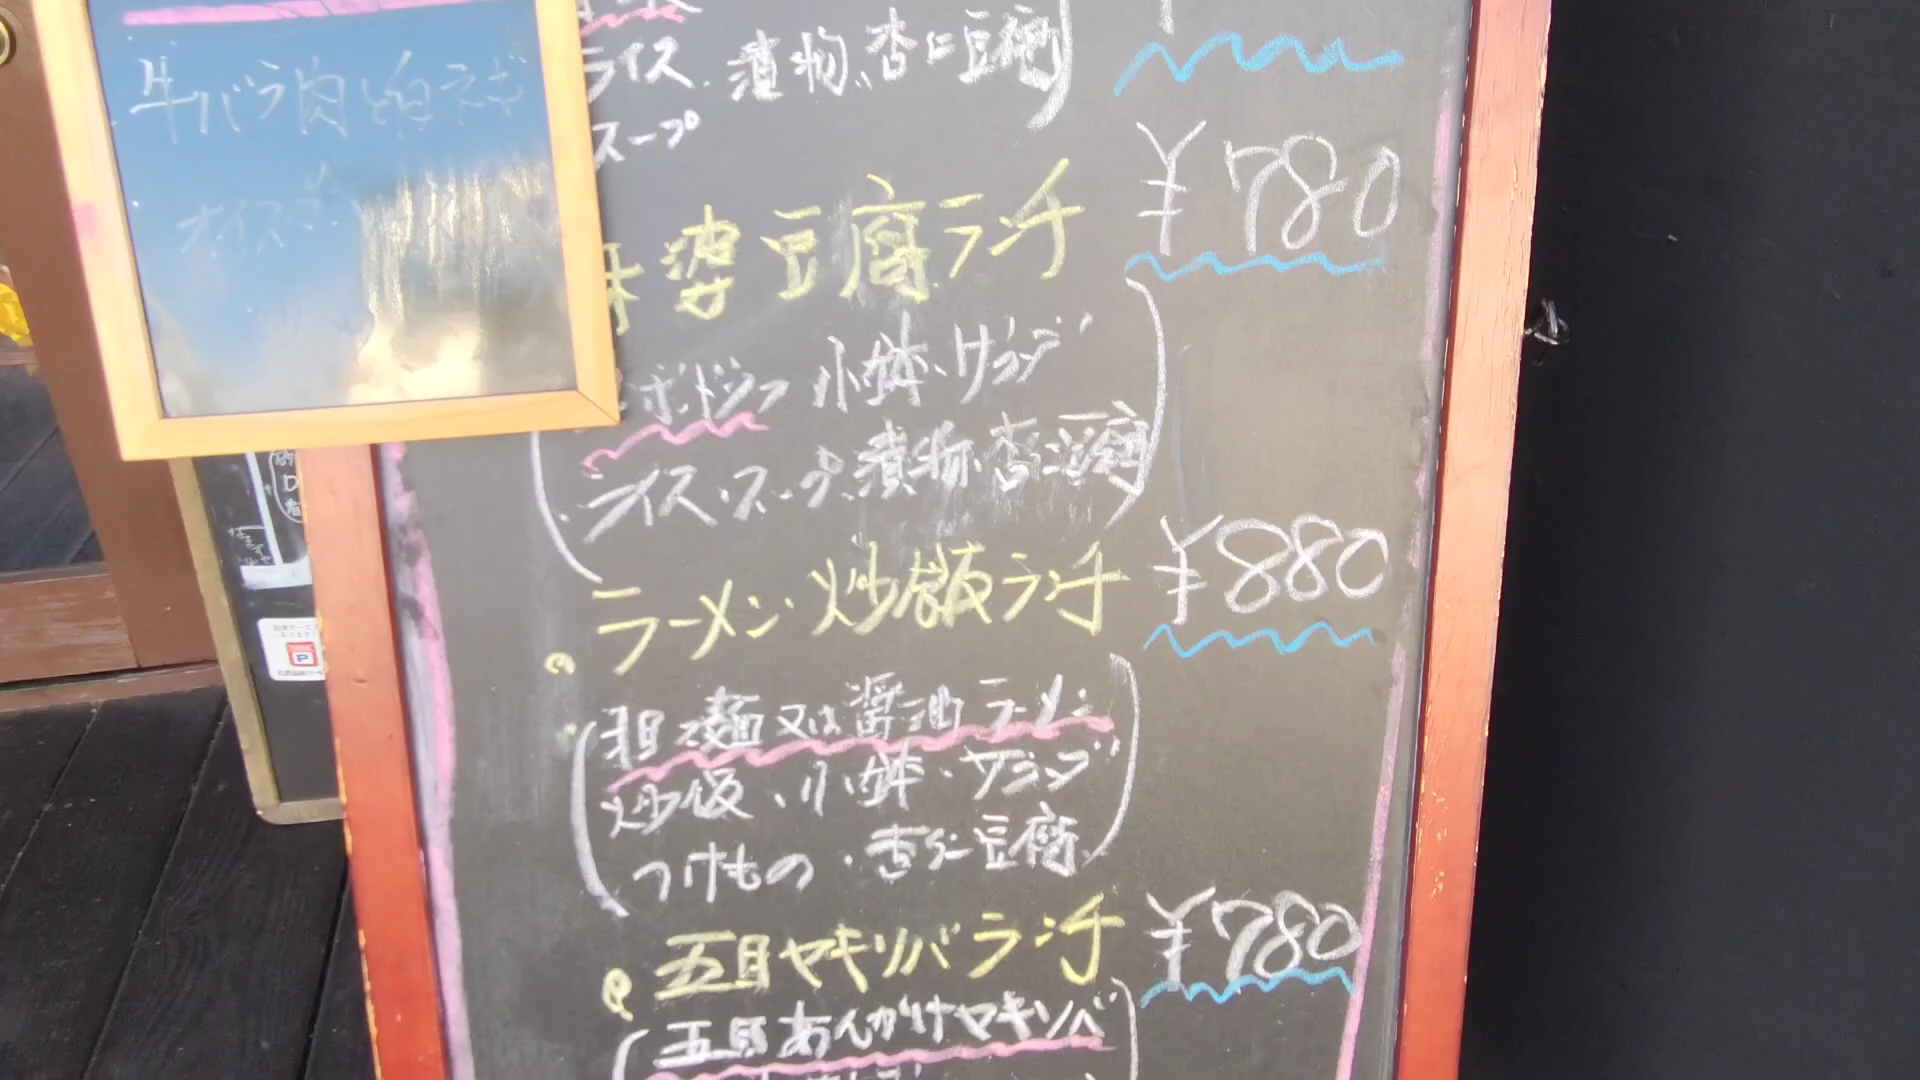 牛バラ肉と白ネギ
オイスター
ライス、漬物、杏仁豆腐
スープ
婆豆腐ランチ ¥780
小鉢・サラダ
ライス・スープ、漬物・杏仁豆腐
ラーメン・炒飯ランチ ¥880
担々麺又は醤油ラーメン
炒飯・小鉢・サラダ
つけもの・杏仁豆腐
五目ヤキソバランチ ¥780
五目あんかけヤキソバ
P